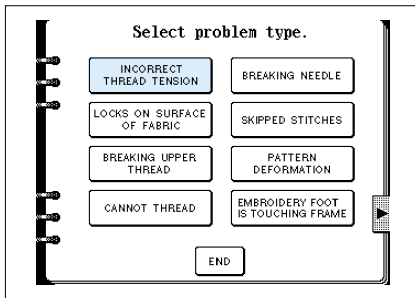 Select problem type.
INCORRECT
THREAD TENSION
BREAKING NEEDLE
LOCKS ON SURFACE
OF FABRIC
SKIPPED STITCHES
BREAKING UPPER
THREAD
PATTERN
DEFORMATION
CANNOT THREAD
EMBROIDERY FOOT
IS TOUCHING FRAME
END